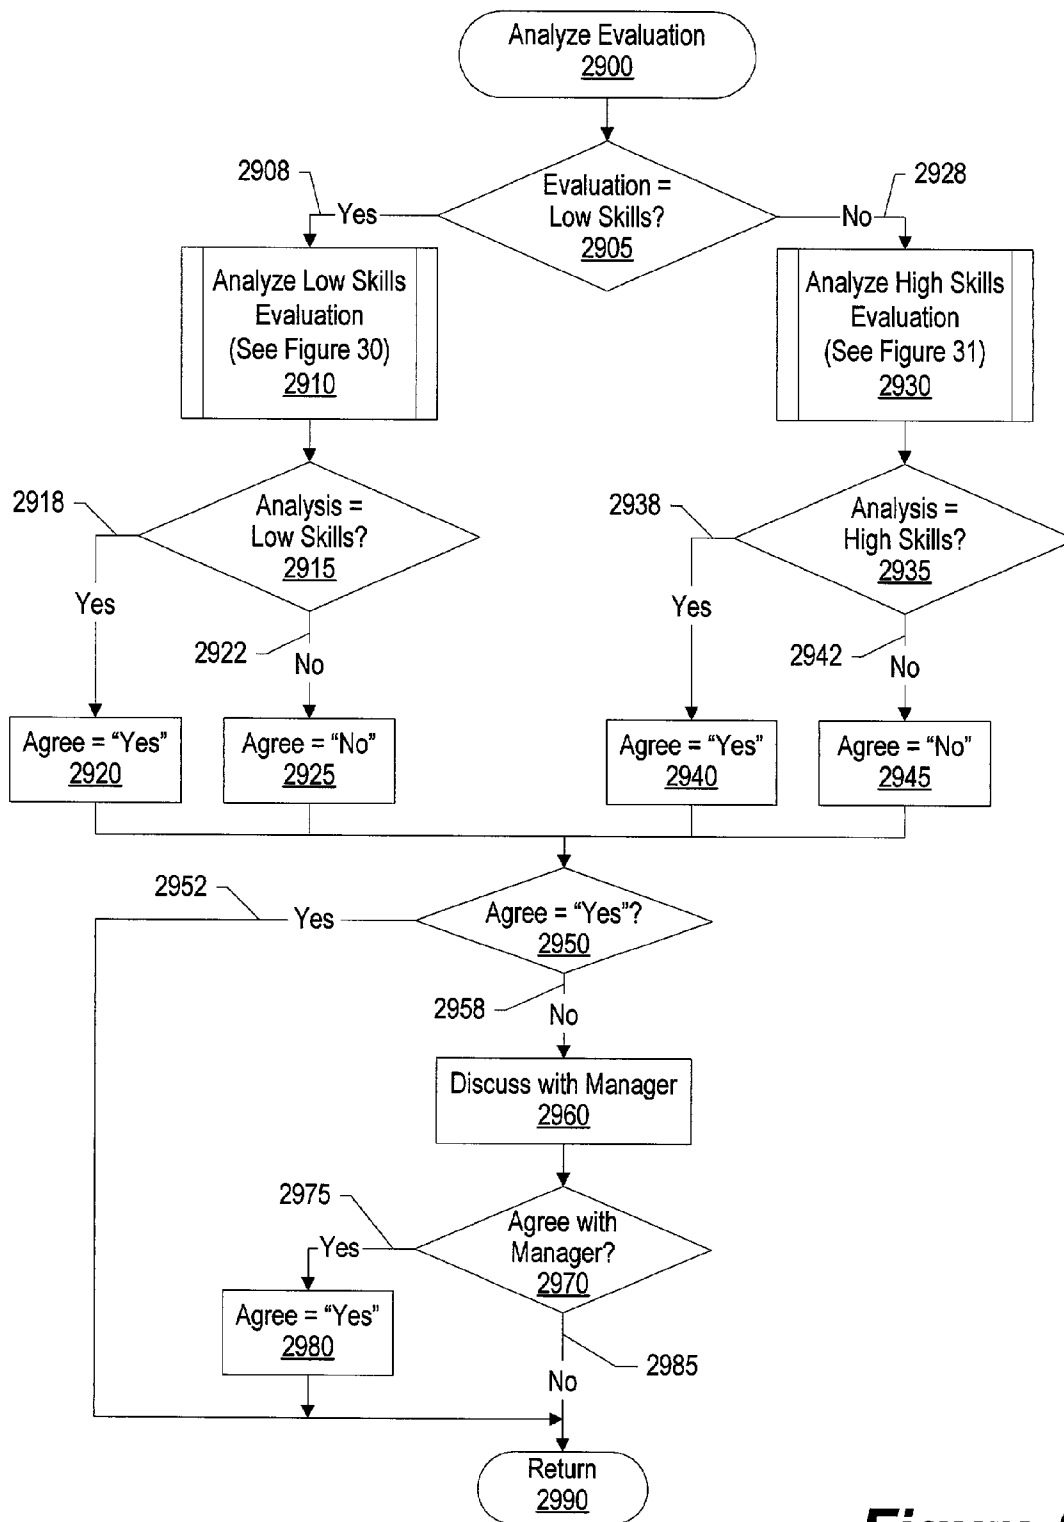 Analyze Evaluation
2900
2908
2928
Evaluation =
Low Skills?
2905
Yes
No
Analyze Low Skills
Evaluation
(See Figure 30)
2910
Analyze High Skills
Evaluation
(See Figure 31)
2930
2918
Analysis =
Low Skills?
2915
2938
Analysis =
High Skills?
2935
Yes
2922
No
Yes
2942
No
Agree = “Yes”
2920
Agree = “No”
2925
Agree = “Yes”
2940
Agree = “No”
2945
2952
Yes
Agree = “Yes”?
2950
2958
No
Discuss with Manager
2960
2975
Yes
Agree with
Manager?
2970
Agree = “Yes”
2980
2985
No
Return
2990